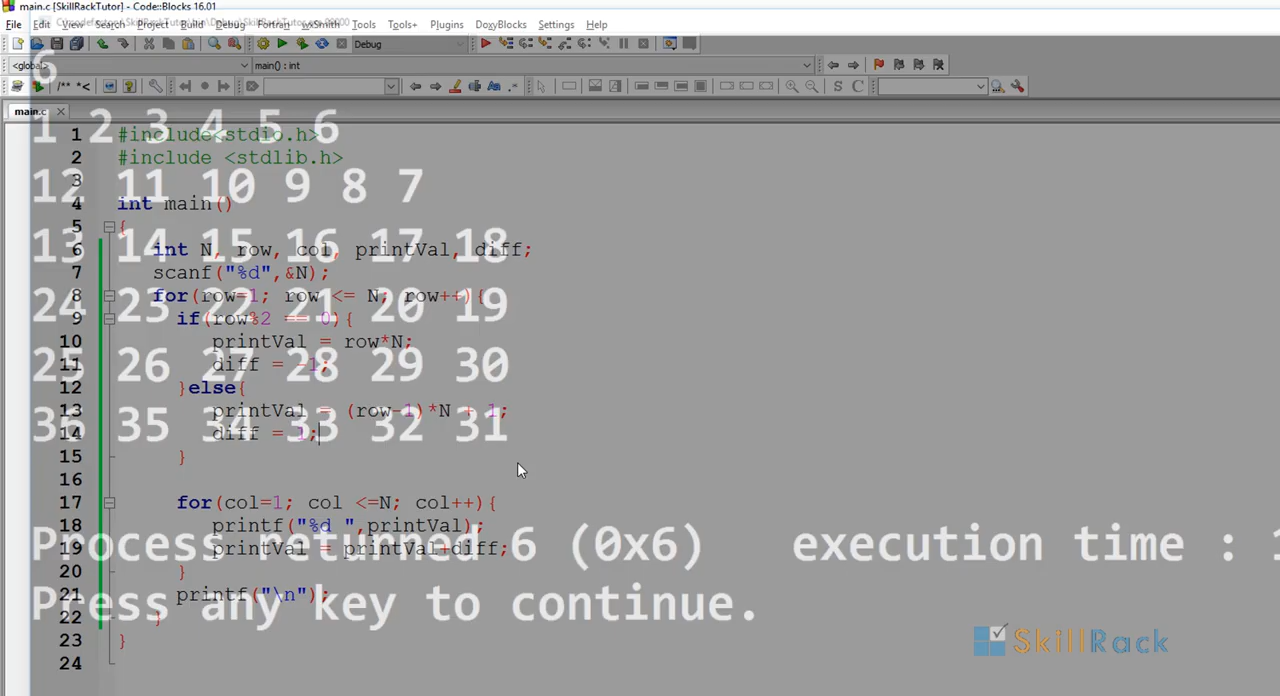 main.c [SkillRackTutor] - Code::Blocks 16.01
File Edit View Search Project Build Debug Fortran wxSmith Tools Tools+ Plugins DoxyBlocks Settings Help
Debug
<global> main() : int
/** *<
S C
main.c
6
1 2 3 4 5 6
12 11 10 9 8 7
13 14 15 16 17 18
24 23 22 21 20 19
25 26 27 28 29 30
36 35 34 33 32 31
Process returned 6 (0x6) execution time : 1
Press any key to continue.
1 #include<stdio.h>
2 #include <stdlib.h>
3
4 int main()
5 {
6 int N, row, col, printVal, diff;
7 scanf("%d",&N);
8 for(row=1; row <= N; row++){
9 if(row%2 == 0){
10 printVal = row*N;
11 diff = -1;
12 }else{
13 printVal = (row-1)*N + 1;
14 diff = 1;
15 }
16
17 for(col=1; col <=N; col++){
18 printf("%d ",printVal);
19 printVal = printVal+diff;
20 }
21 printf("\n");
22 }
23 }
24
SkillRack